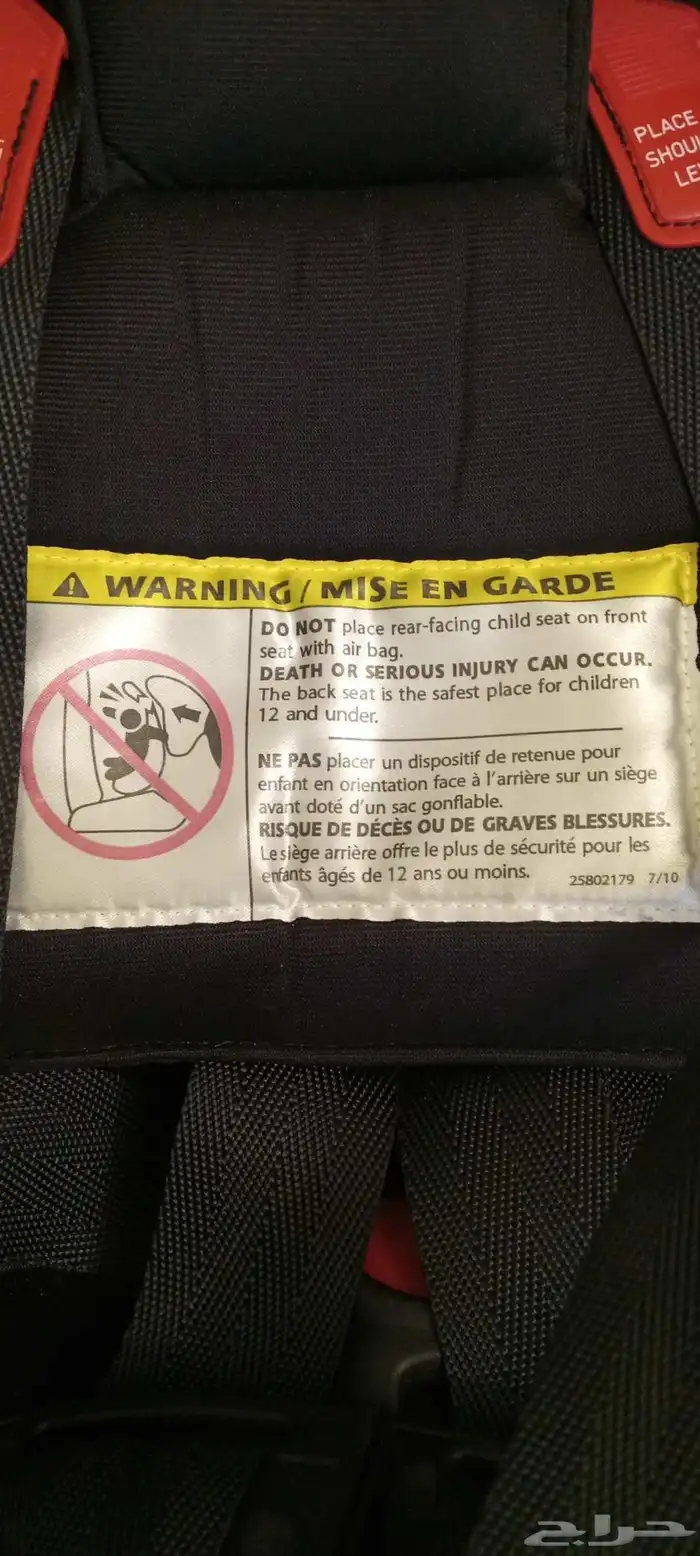 PLACE
SHOU
LE
WARNING / MISE EN GARDE
DO NOT place rear-facing child seat on front
seat with air bag.
DEATH OR SERIOUS INJURY CAN OCCUR.
The back seat is the safest place for children
12 and under.
NE PAS placer un dispositif de retenue pour
enfant en orientation face à l'arrière sur un siège
avant doté d'un sac gonflable.
RISQUE DE DÉCÈS OU DE GRAVES BLESSURES.
Le siège arrière offre le plus de sécurité pour les
enfants âgés de 12 ans ou moins.
25802179 7/10
حراج